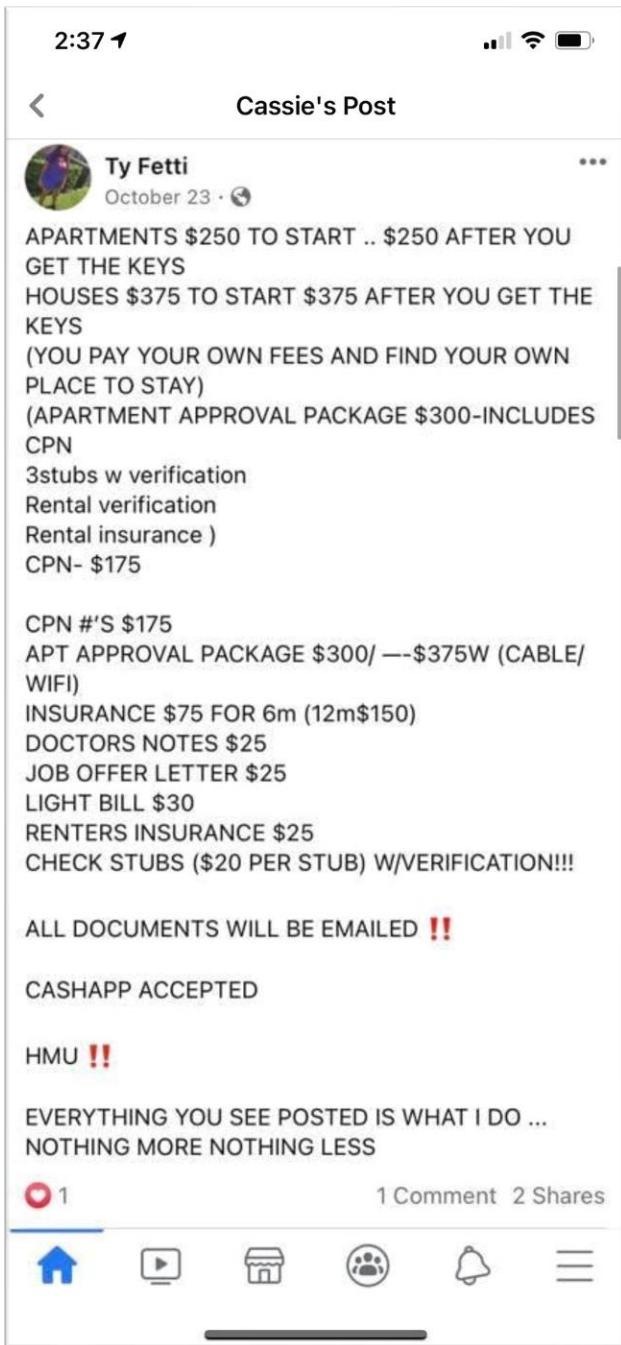 2:37
Cassie's Post
Ty Fetti
October 23 ·
APARTMENTS $250 TO START .. $250 AFTER YOU
GET THE KEYS
HOUSES $375 TO START $375 AFTER YOU GET THE
KEYS
(YOU PAY YOUR OWN FEES AND FIND YOUR OWN
PLACE TO STAY)
(APARTMENT APPROVAL PACKAGE $300-INCLUDES
CPN
3stubs w verification
Rental verification
Rental insurance )
CPN- $175
CPN #'S $175
APT APPROVAL PACKAGE $300/ —-$375W (CABLE/
WIFI)
INSURANCE $75 FOR 6m (12m$150)
DOCTORS NOTES $25
JOB OFFER LETTER $25
LIGHT BILL $30
RENTERS INSURANCE $25
CHECK STUBS ($20 PER STUB) W/VERIFICATION!!!
ALL DOCUMENTS WILL BE EMAILED ‼️
CASHAPP ACCEPTED
HMU ‼️
EVERYTHING YOU SEE POSTED IS WHAT I DO ...
NOTHING MORE NOTHING LESS
1 1 Comment 2 Shares